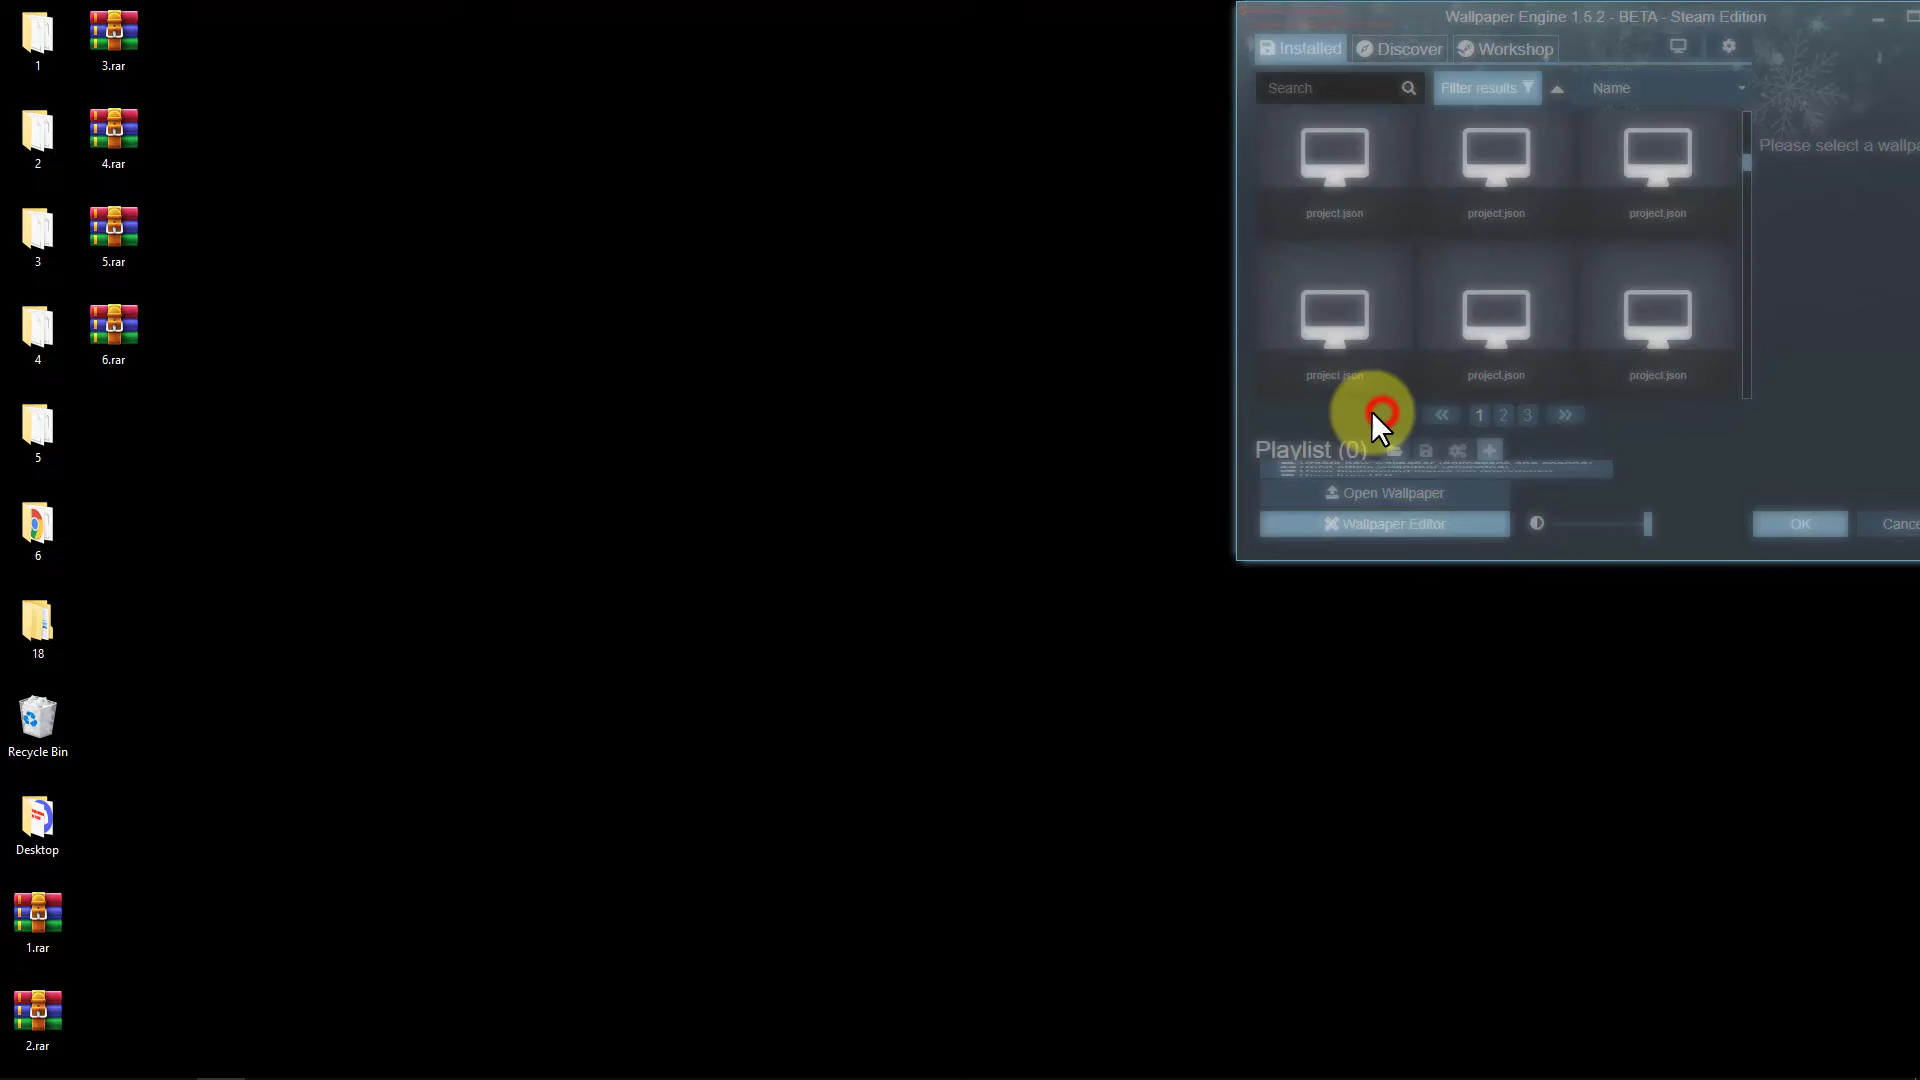 1
3.rar
2
4.rar
3
5.rar
4
6.rar
5
6
18
Recycle Bin
Desktop
1.rar
2.rar
Wallpaper Engine 1.5.2 - BETA - Steam Edition
Installed
Discover
Workshop
Search
Filter results
Name
Please select a wallpa
project.json
project.json
project.json
project.json
project.json
project.json
1 2 3
Playlist (0)
Open Wallpaper
Wallpaper Editor
OK
Cance